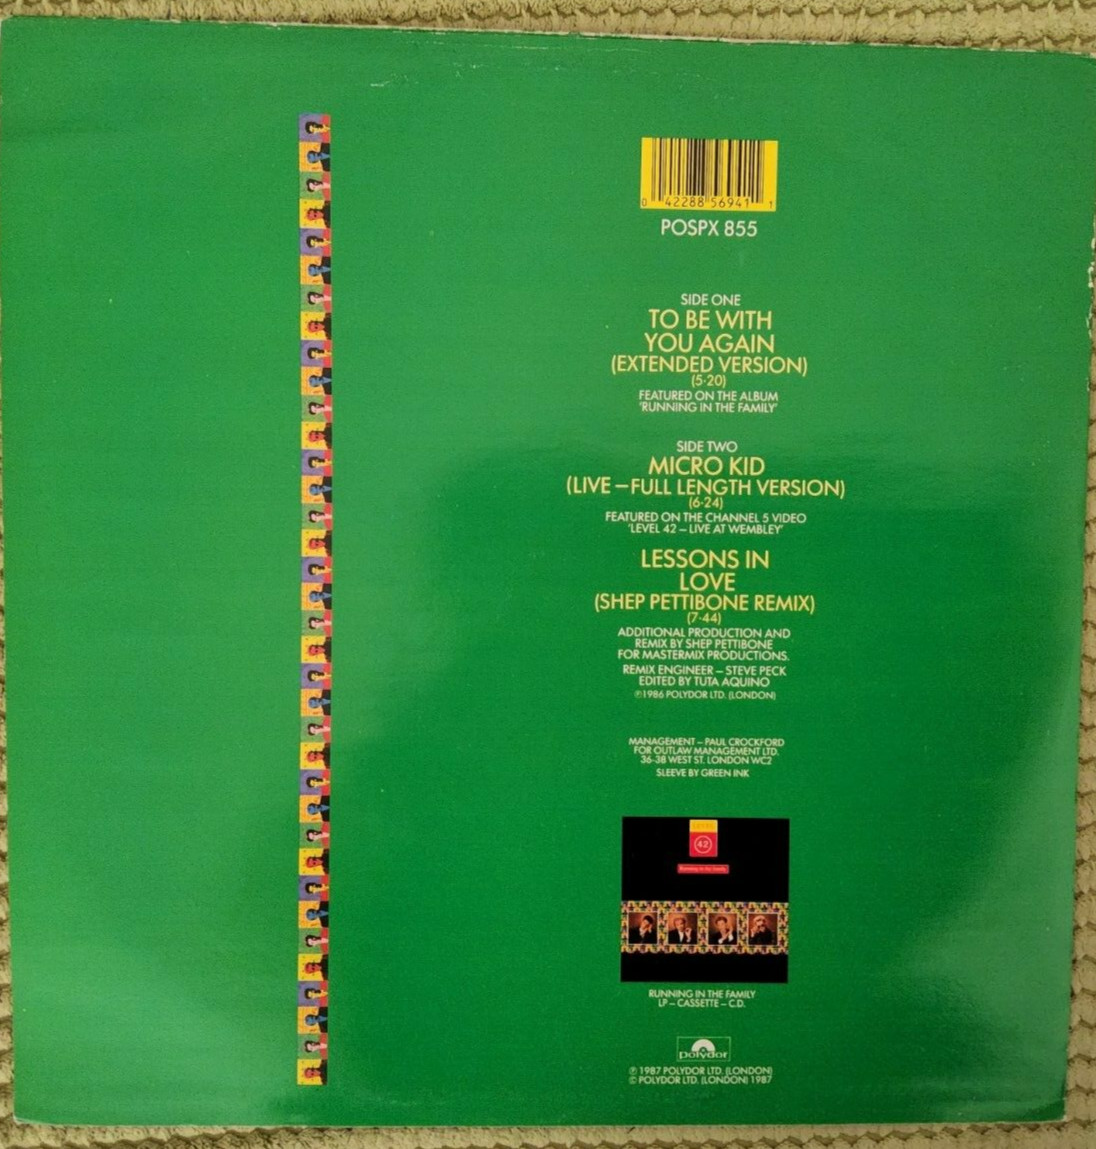 0 42288 56941 1
POSPX 855
SIDE ONE
TO BE WITH
YOU AGAIN
(EXTENDED VERSION)
(5·20)
FEATURED ON THE ALBUM
'RUNNING IN THE FAMILY'
SIDE TWO
MICRO KID
(LIVE – FULL LENGTH VERSION)
(6·24)
FEATURED ON THE CHANNEL 5 VIDEO
'LEVEL 42 – LIVE AT WEMBLEY'
LESSONS IN
LOVE
(SHEP PETTIBONE REMIX)
(7·44)
ADDITIONAL PRODUCTION AND
REMIX BY SHEP PETTIBONE
FOR MASTERMIX PRODUCTIONS.
REMIX ENGINEER – STEVE PECK
EDITED BY TUTA AQUINO
℗ 1986 POLYDOR LTD. (LONDON)
MANAGEMENT – PAUL CROCKFORD
FOR OUTLAW MANAGEMENT LTD.
36-38 WEST ST. LONDON WC2
SLEEVE BY GREEN INK
LEVEL
42
Running in the Family
RUNNING IN THE FAMILY
LP – CASSETTE – C.D.
polydor
℗ 1987 POLYDOR LTD. (LONDON)
© POLYDOR LTD. (LONDON) 1987